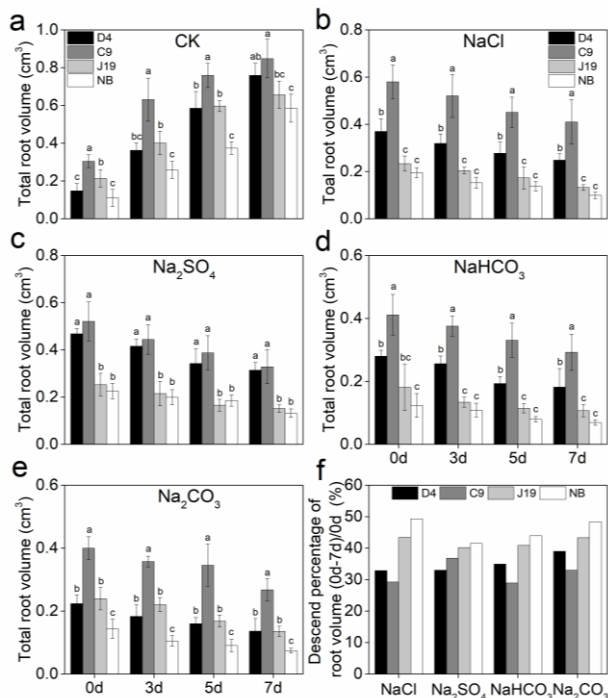 a
D4
C9
J19
NB
CK
Total root volume (cm³)
1.0
0.8
0.6
0.4
0.2
0.0
c a b c
bc a b c
b a b c
ab a bc c
b
D4
C9
J19
NB
NaCl
Toal root volume (cm³)
0.8
0.6
0.4
0.2
0.0
b a c c
b a c c
b a c c
b a c c
c
Na₂SO₄
Total root volume (cm³)
0.8
0.6
0.4
0.2
0.0
a a b b
a a b b
a a b b
a a b b
d
NaHCO₃
Total root volume (cm³)
0.6
0.4
0.2
0.0
b a bc c
b a c c
b a c c
b a c c
0d 3d 5d 7d
e
Na₂CO₃
Total root volume (cm³)
0.6
0.4
0.2
0.0
b a b c
b a b c
b a b c
b a b c
0d 3d 5d 7d
f
D4 C9 J19 NB
Descend percentage of
root volume (0d-7d)/0d (%)
60
50
40
30
20
10
0
NaCl Na₂SO₄ NaHCO₃ Na₂CO₃